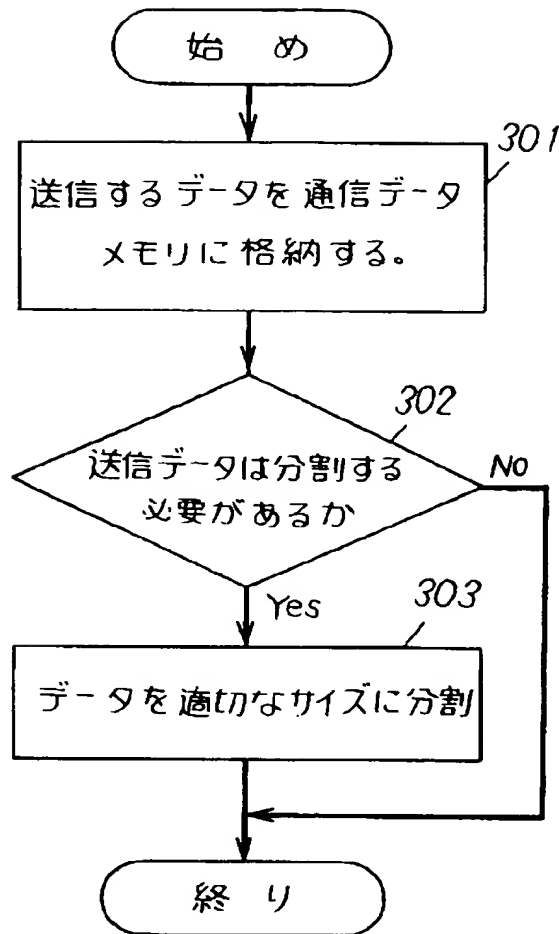 始め
301
送信するデータを通信データ
メモリに格納する。
302
送信データは分割する
必要があるか
No
Yes
303
データを適切なサイズに分割
終り